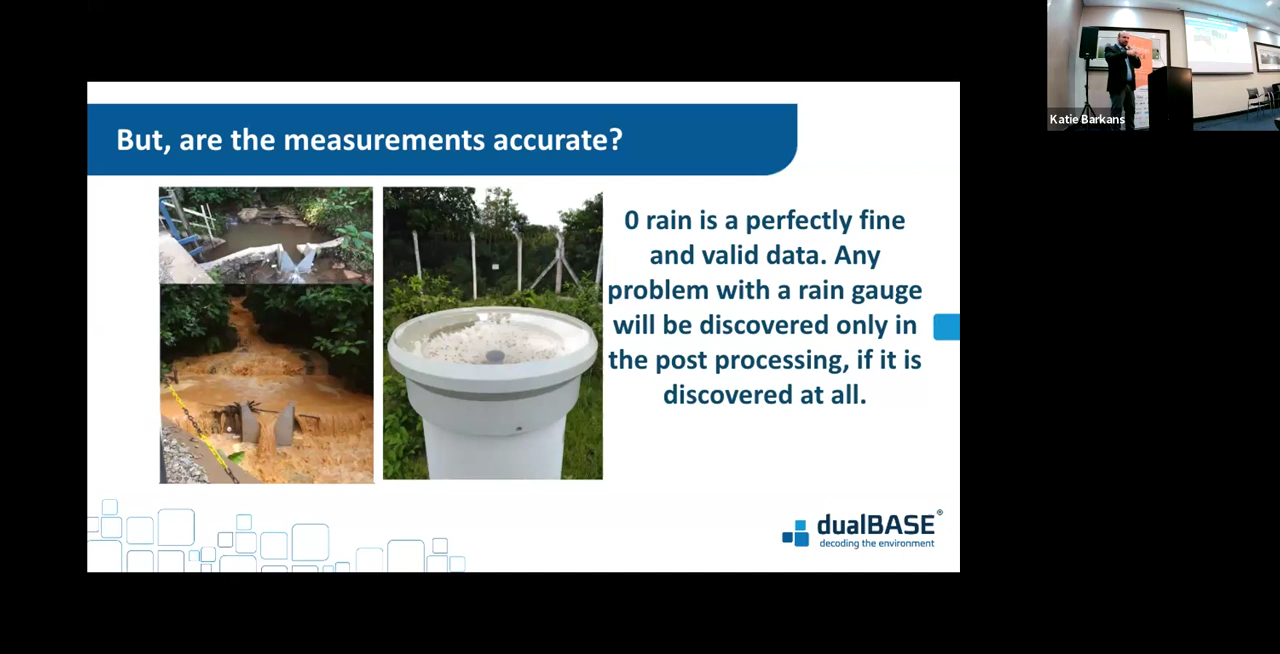 But, are the measurements accurate?
0 rain is a perfectly fine
and valid data. Any
problem with a rain gauge
will be discovered only in
the post processing, if it is
discovered at all.
dualBASE®
decoding the environment
Katie Barkans